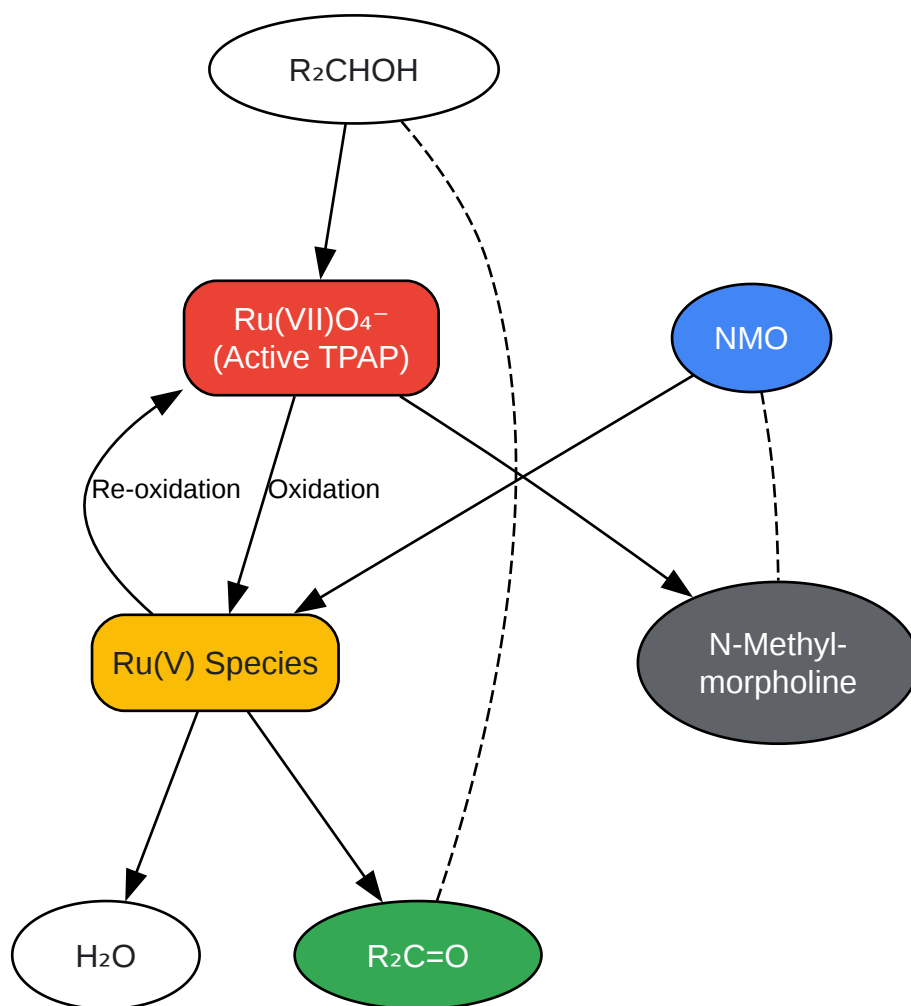 R₂CHOH
Ru(VII)O₄⁻
(Active TPAP)
NMO
Re-oxidation
Oxidation
Ru(V) Species
N-Methyl-
morpholine
H₂O
R₂C=O